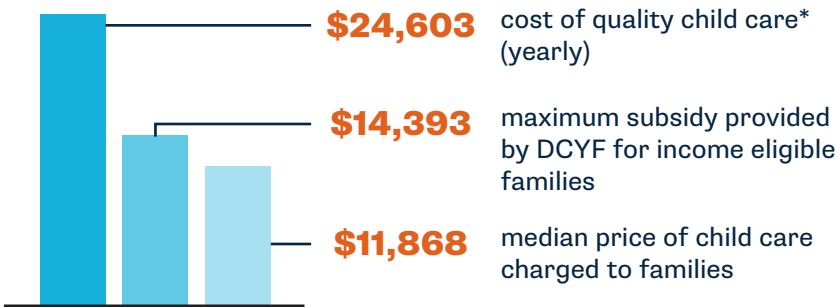 $24,603 cost of quality child care*
(yearly)
$14,393 maximum subsidy provided
by DCYF for income eligible
families
$11,868 median price of child care
charged to families